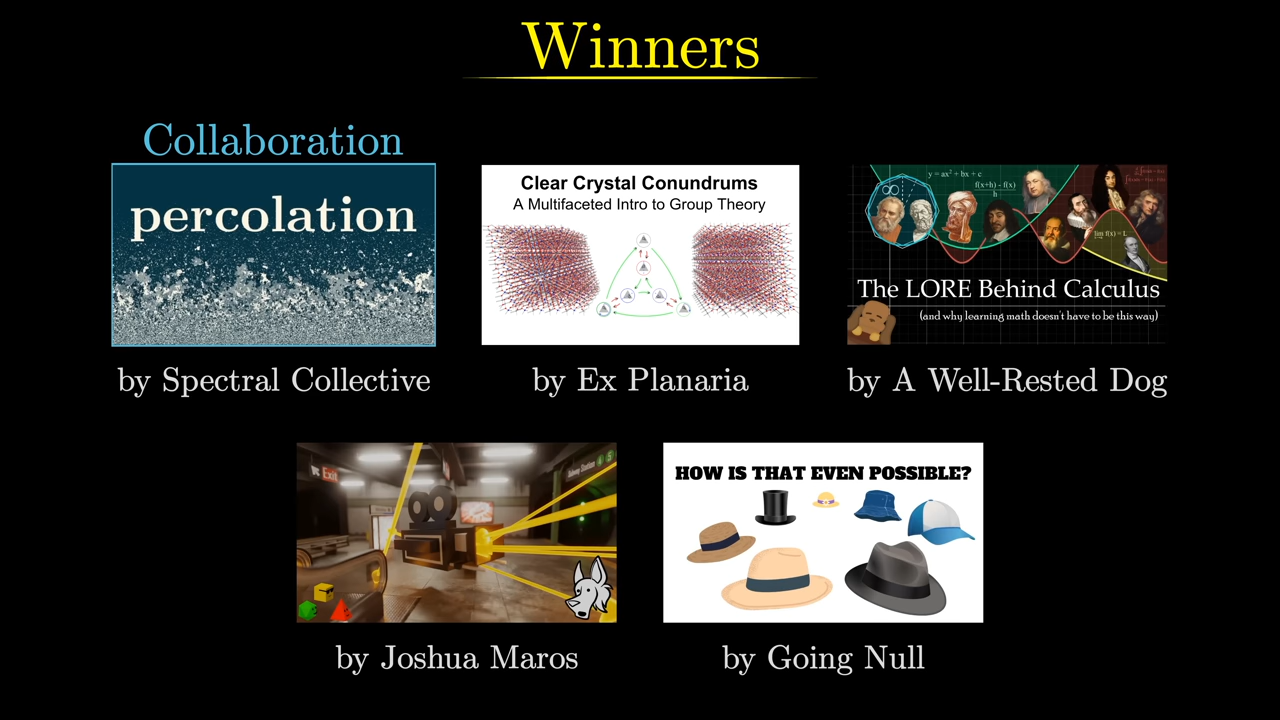 Winners
Collaboration
percolation
by Spectral Collective
Clear Crystal Conundrums
A Multifaceted Intro to Group Theory
by Ex Planaria
y = ax² + bx + c
f(x+h) - f(x)
h
lim f(x) = L
The LORE Behind Calculus
(and why learning math doesn't have to be this way)
by A Well-Rested Dog
Exit
by Joshua Maros
HOW IS THAT EVEN POSSIBLE?
by Going Null